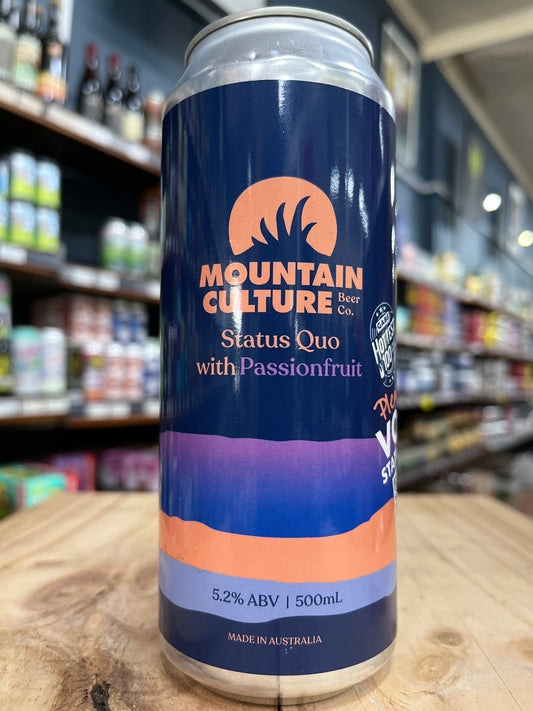 MOUNTAIN
CULTURE Beer Co.
Status Quo
with Passionfruit
5.2% ABV | 500mL
MADE IN AUSTRALIA